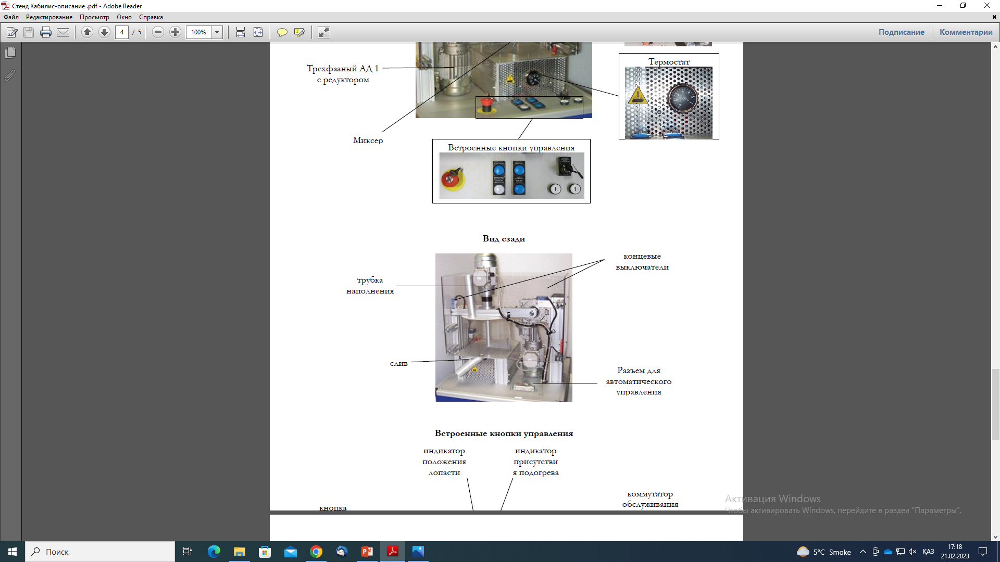 Стенд Хабилис-описание .pdf - Adobe Reader
Файл Редактирование Просмотр Окно Справка
4 / 5
100%
Подписание Комментарии
Трехфазный АД 1
с редуктором
Термостат
Миксер
Встроенные кнопки управления
Вид сзади
концевые
выключатели
трубка
наполнения
слив
Разъем для
автоматического
управления
Встроенные кнопки управления
индикатор
положения
лопасти
индикатор
присутстви
я подогрева
коммутатор
обслуживания
кнопка
Активация Windows
Чтобы активировать Windows, перейдите в раздел "Параметры".
Поиск
5°C Smoke
ҚАЗ
17:18
21.02.2023